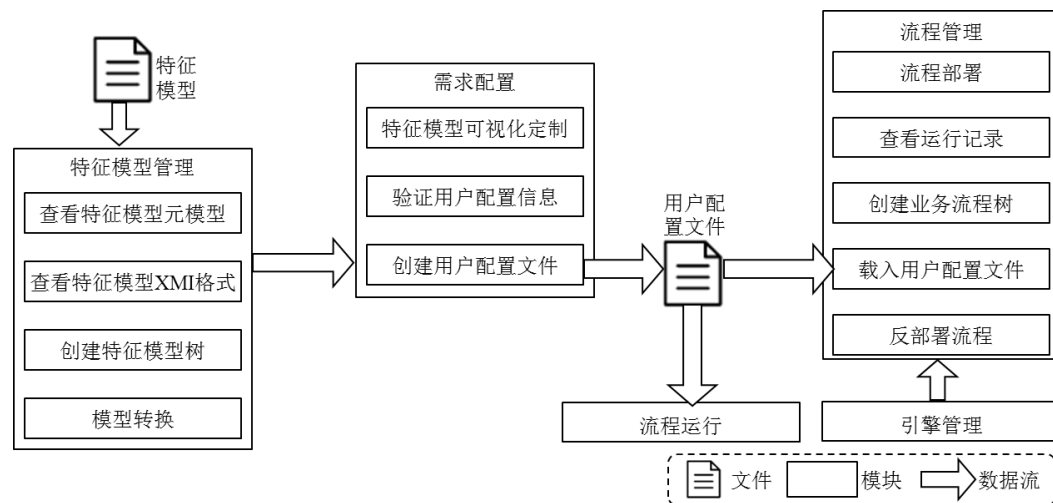 特征
模型
特征模型管理
查看特征模型元模型
查看特征模型XMI格式
创建特征模型树
模型转换
需求配置
特征模型可视化定制
验证用户配置信息
创建用户配置文件
用户配
置文件
流程运行
流程管理
流程部署
查看运行记录
创建业务流程树
载入用户配置文件
反部署流程
引擎管理
文件
模块
数据流